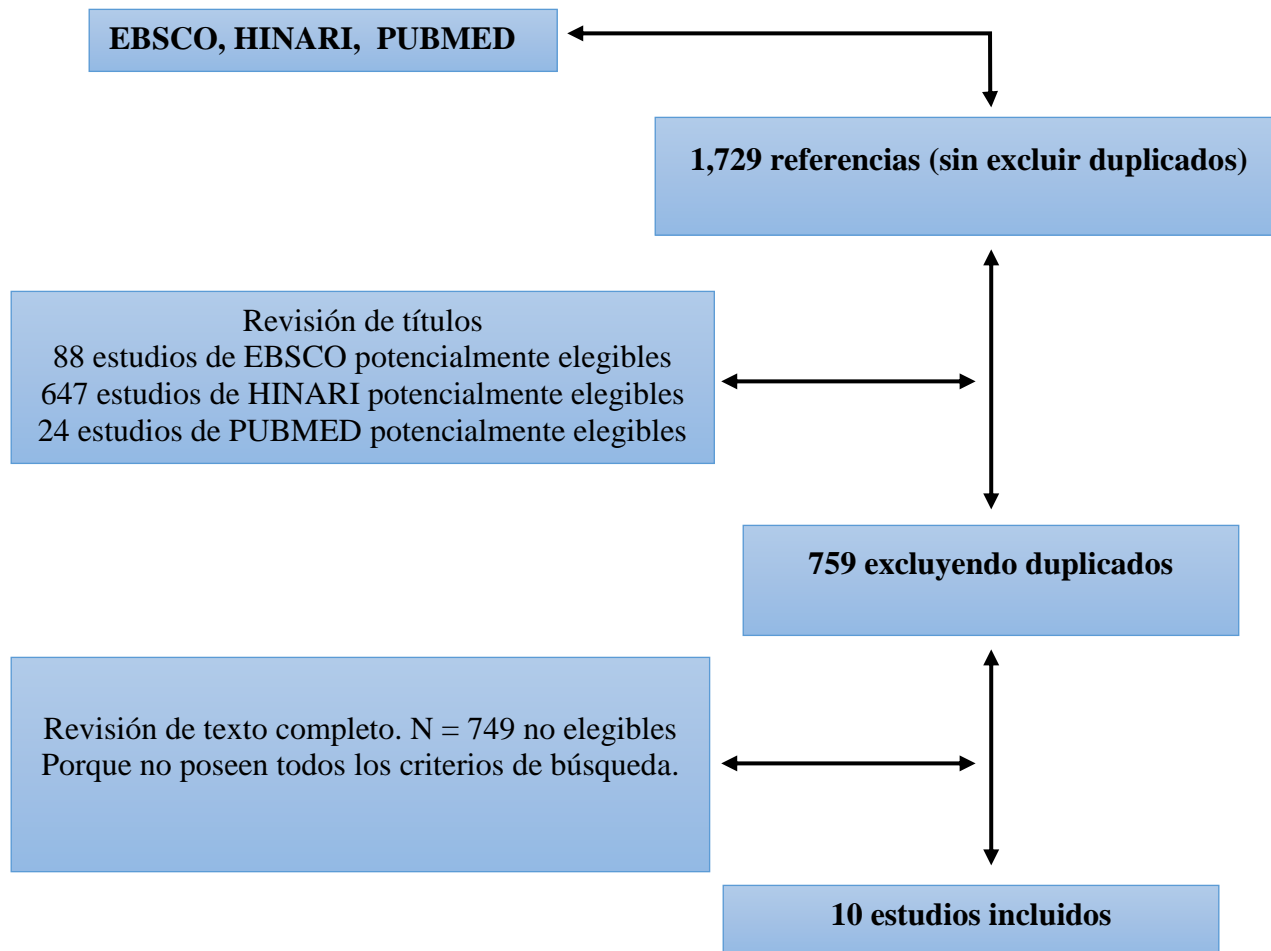 EBSCO, HINARI, PUBMED
1,729 referencias (sin excluir duplicados)
Revisión de títulos
88 estudios de EBSCO potencialmente elegibles
647 estudios de HINARI potencialmente elegibles
24 estudios de PUBMED potencialmente elegibles
759 excluyendo duplicados
Revisión de texto completo. N = 749 no elegibles
Porque no poseen todos los criterios de búsqueda.
10 estudios incluidos